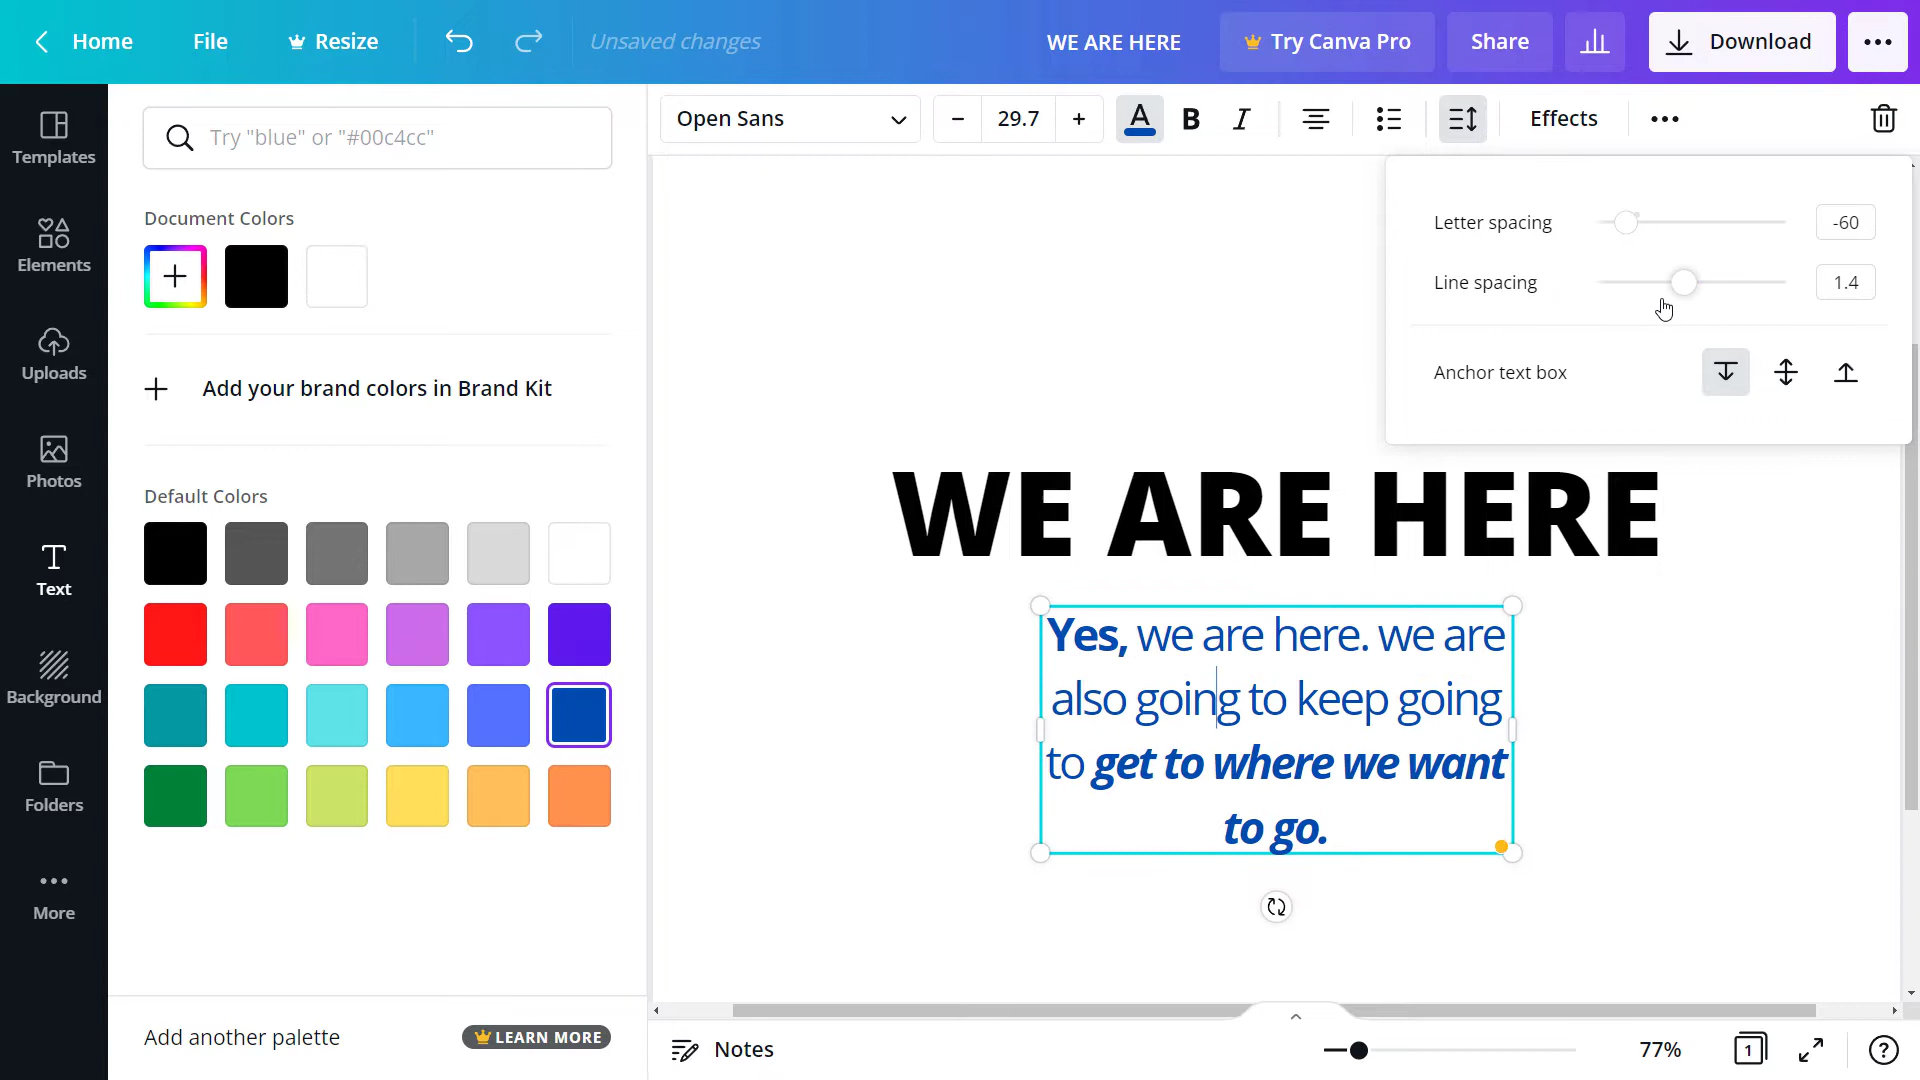 Home
File
Resize
Unsaved changes
WE ARE HERE
Try Canva Pro
Share
Download
Templates
Elements
Uploads
Photos
Text
Background
Folders
More
Try "blue" or "#00c4cc"
Document Colors
Add your brand colors in Brand Kit
Default Colors
Add another palette
LEARN MORE
Open Sans
29.7
A
B
I
Effects
Letter spacing
-60
Line spacing
1.4
Anchor text box
WE ARE HERE
Yes, we are here. we are
also going to keep going
to get to where we want
to go.
Notes
77%
1